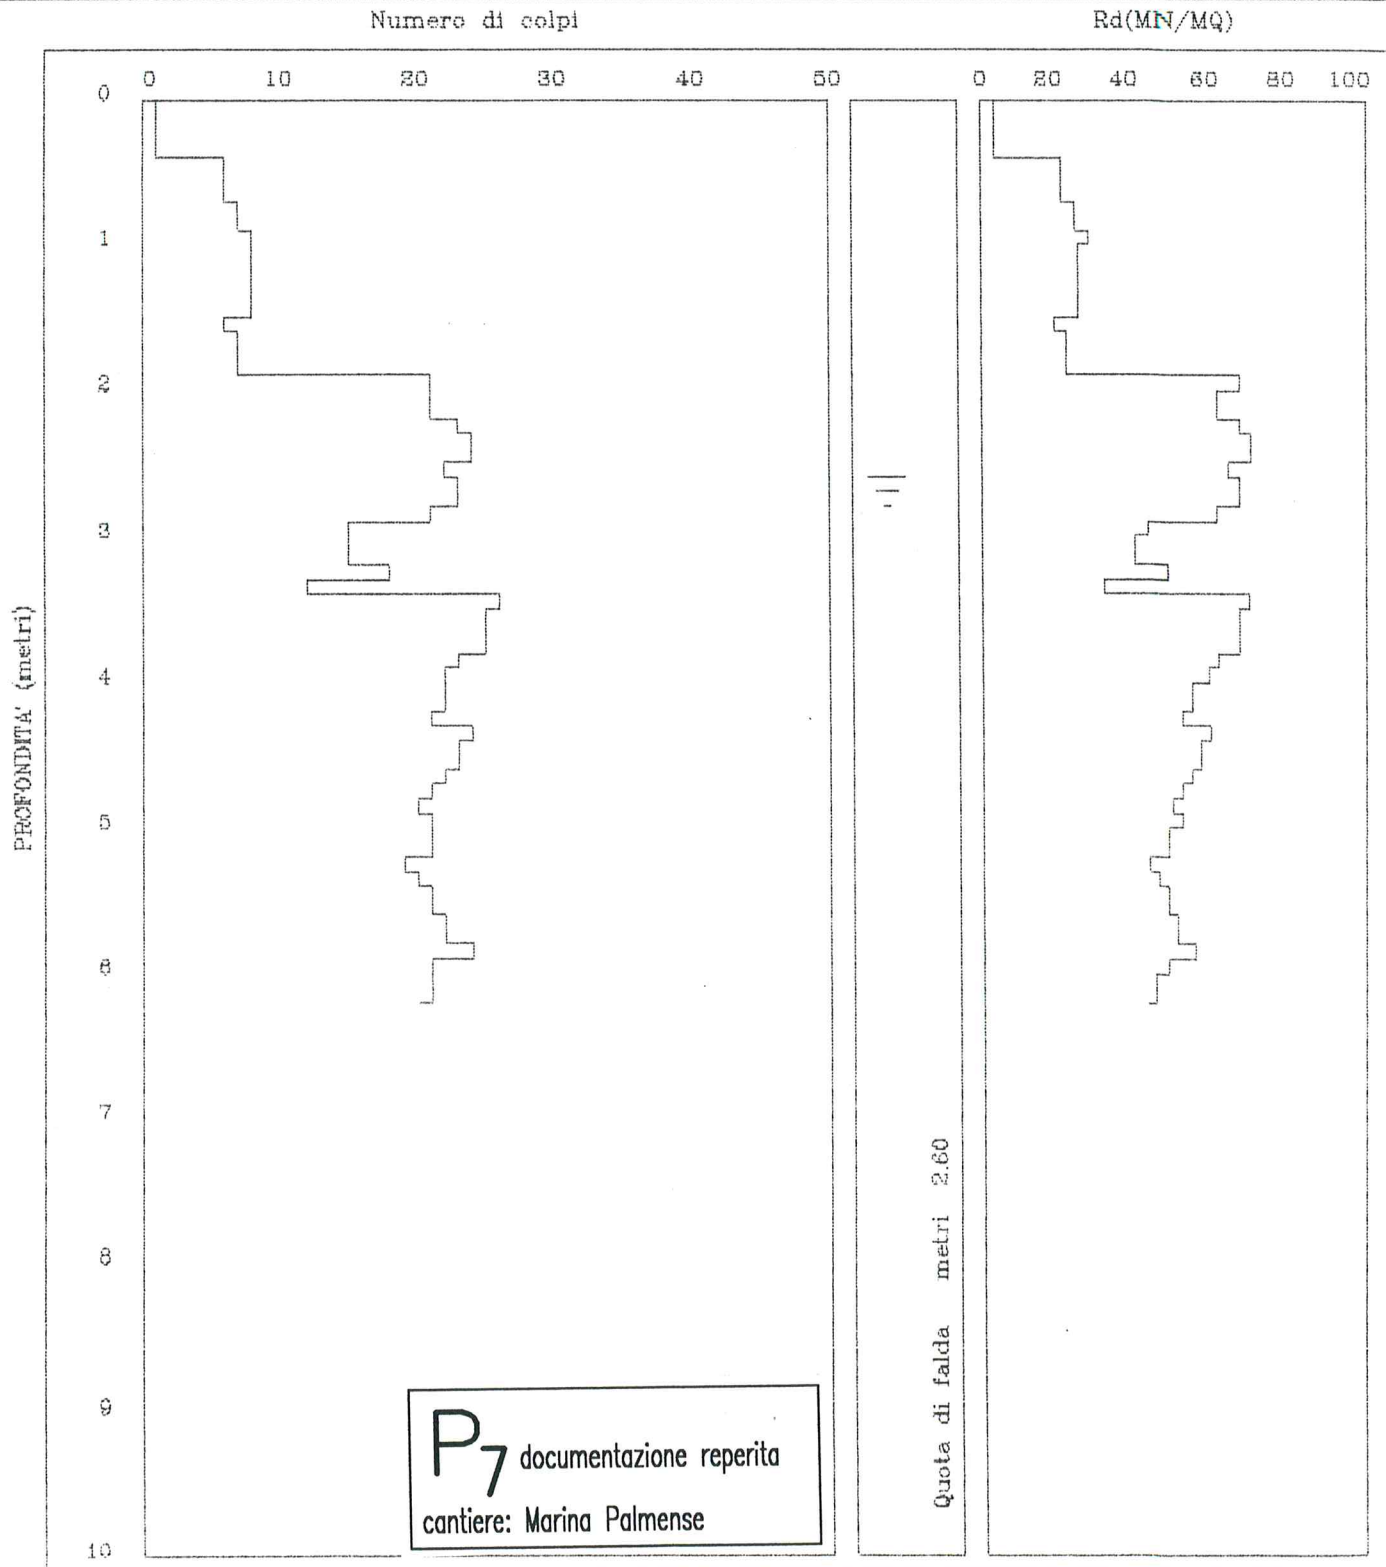 Numero di colpi
Rd(MN/MQ)
0 10 20 30 40 50
0 20 40 60 80 100
0
1
2
3
4
5
6
7
8
9
10
PROFONDITA' (metri)
Quota di falda metri 2.60
P7 documentazione reperita
cantiere: Marina Palmense